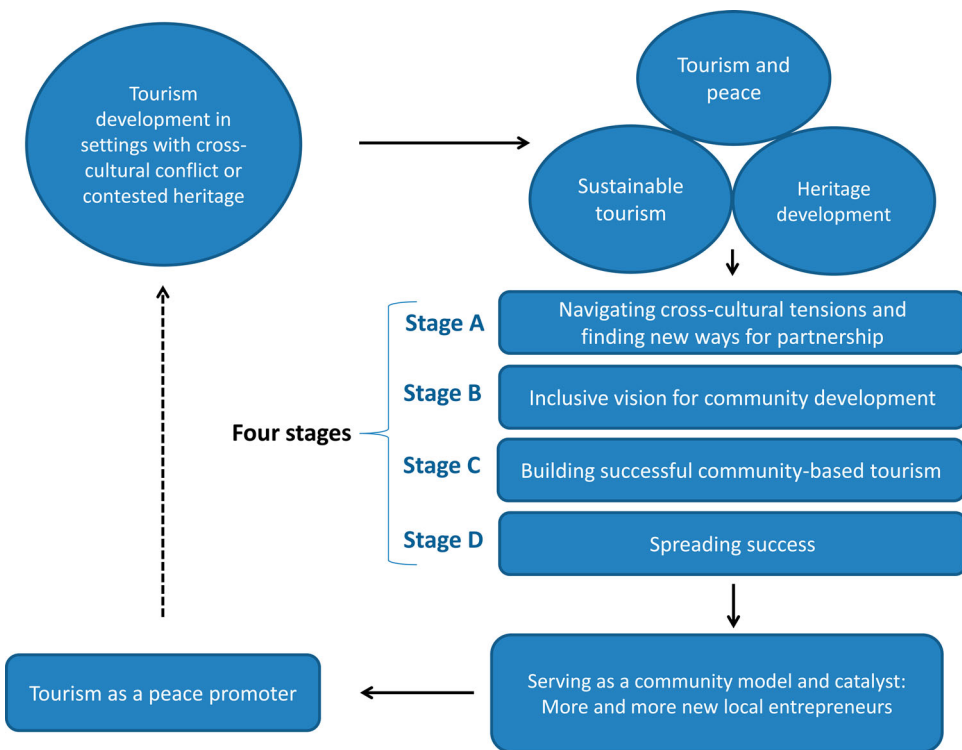 Tourism
development in
settings with cross-
cultural conflict or
contested heritage
Tourism and
peace
Sustainable
tourism
Heritage
development
Four stages
Stage A
Navigating cross-cultural tensions and
finding new ways for partnership
Stage B
Inclusive vision for community development
Stage C
Building successful community-based tourism
Stage D
Spreading success
Serving as a community model and catalyst:
More and more new local entrepreneurs
Tourism as a peace promoter